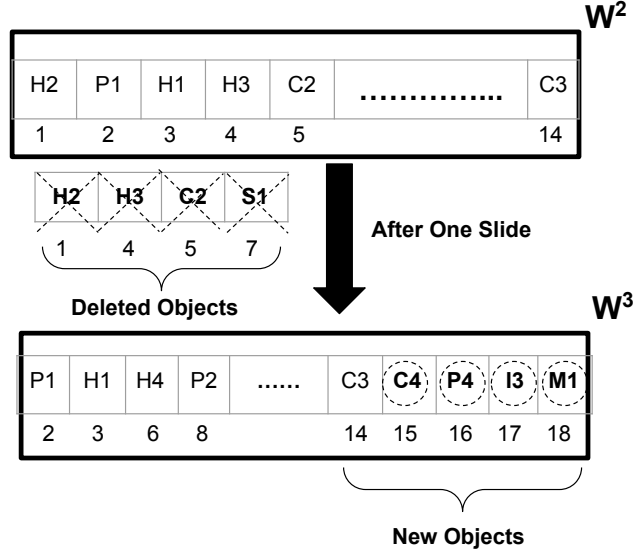 W²
H2 P1 H1 H3 C2 ................ C3
1 2 3 4 5 14
H2 H3 C2 S1
1 4 5 7
After One Slide
Deleted Objects
W³
P1 H1 H4 P2 ...... C3 C4 P4 I3 M1
2 3 6 8 14 15 16 17 18
New Objects